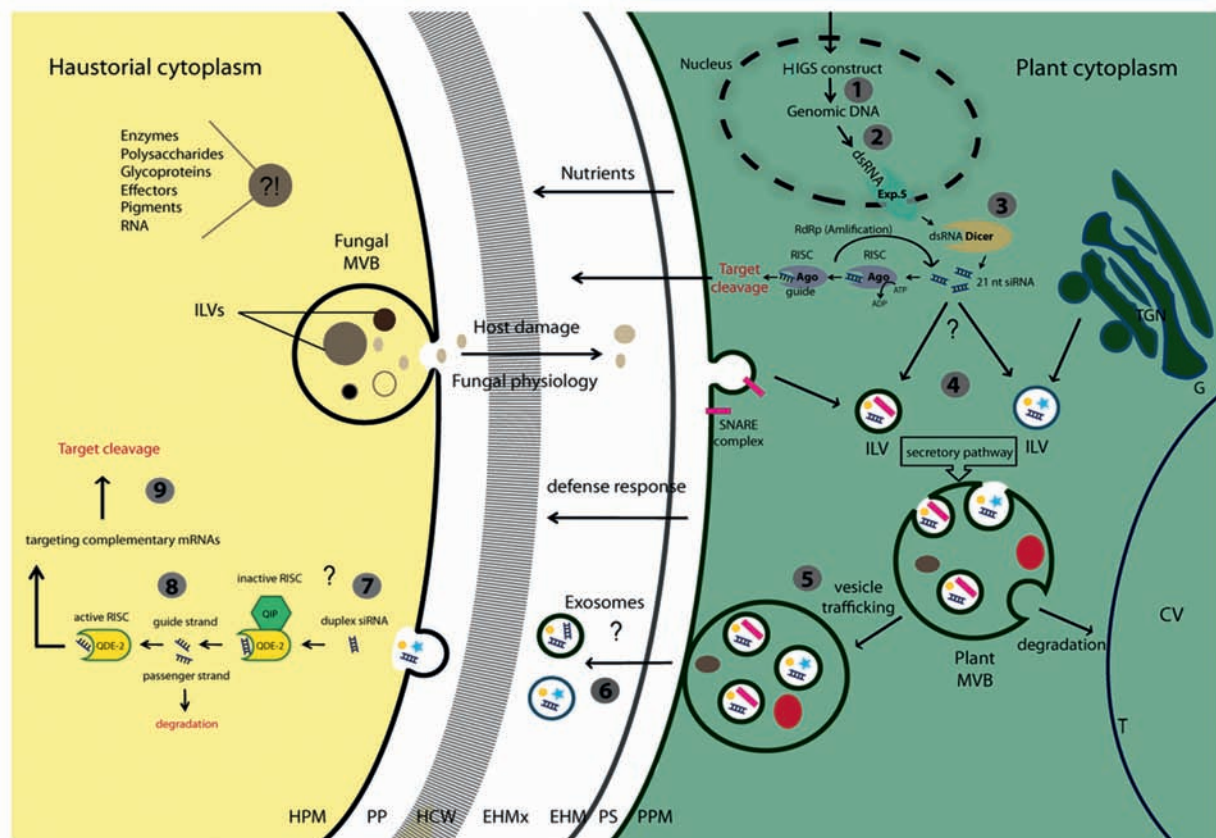 Haustorial cytoplasm
Enzymes
Polysaccharides
Glycoproteins
Effectors
Pigments
RNA
?!
Fungal
MVB
ILVs
Target cleavage
9
targeting complementary mRNAs
8
inactive RISC
?
7
active RISC
guide strand
QIP
duplex siRNA
QDE-2
QDE-2
passenger strand
degradation
Nutrients
Host damage
Fungal physiology
defense response
Exosomes
?
6
HPM
PP
HCW
EHMx
EHM
PS
PPM
Plant cytoplasm
Nucleus
HIGS construct
1
Genomic DNA
2
dsRNA
Exp.5
3
dsRNA Dicer
RdRp (Amlification)
RISC
RISC
Target
cleavage
Ago
guide
Ago
ATP
ADP
21 nt siRNA
?
TGN
G
4
SNARE
complex
ILV
ILV
secretory pathway
5
vesicle
trafficking
Plant
MVB
degradation
CV
T